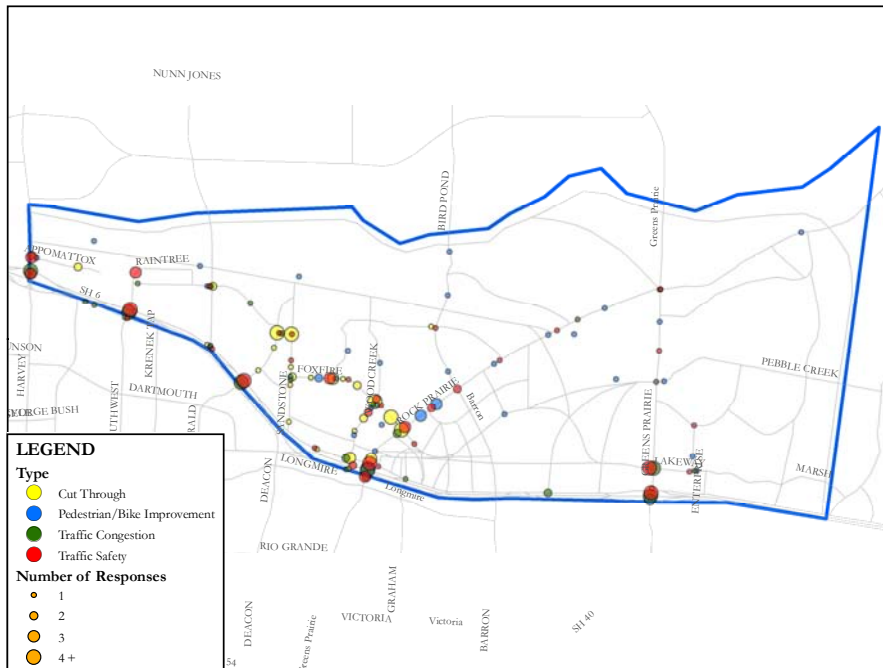 NUNN JONES
BIRD POND
Greens Prairie
APPOMATTOX
RAINTREE
SH 6
HARVEY
KRENEK TAP
DARTMOUTH
SANDSTONE
FOXFIRE
ROCK PRAIRIE
Barron
PEBBLE CREEK
GREENS PRAIRIE
LAKEWAY
ENTERPRISE
MARSH
DEACON
LONGMIRE
Longmire
RIO GRANDE
DEACON
Greens Prairie
VICTORIA
GRAHAM
Victoria
BARRON
SH 40
54
LEGEND
Type
Cut Through
Pedestrian/Bike Improvement
Traffic Congestion
Traffic Safety
Number of Responses
1
2
3
4 +